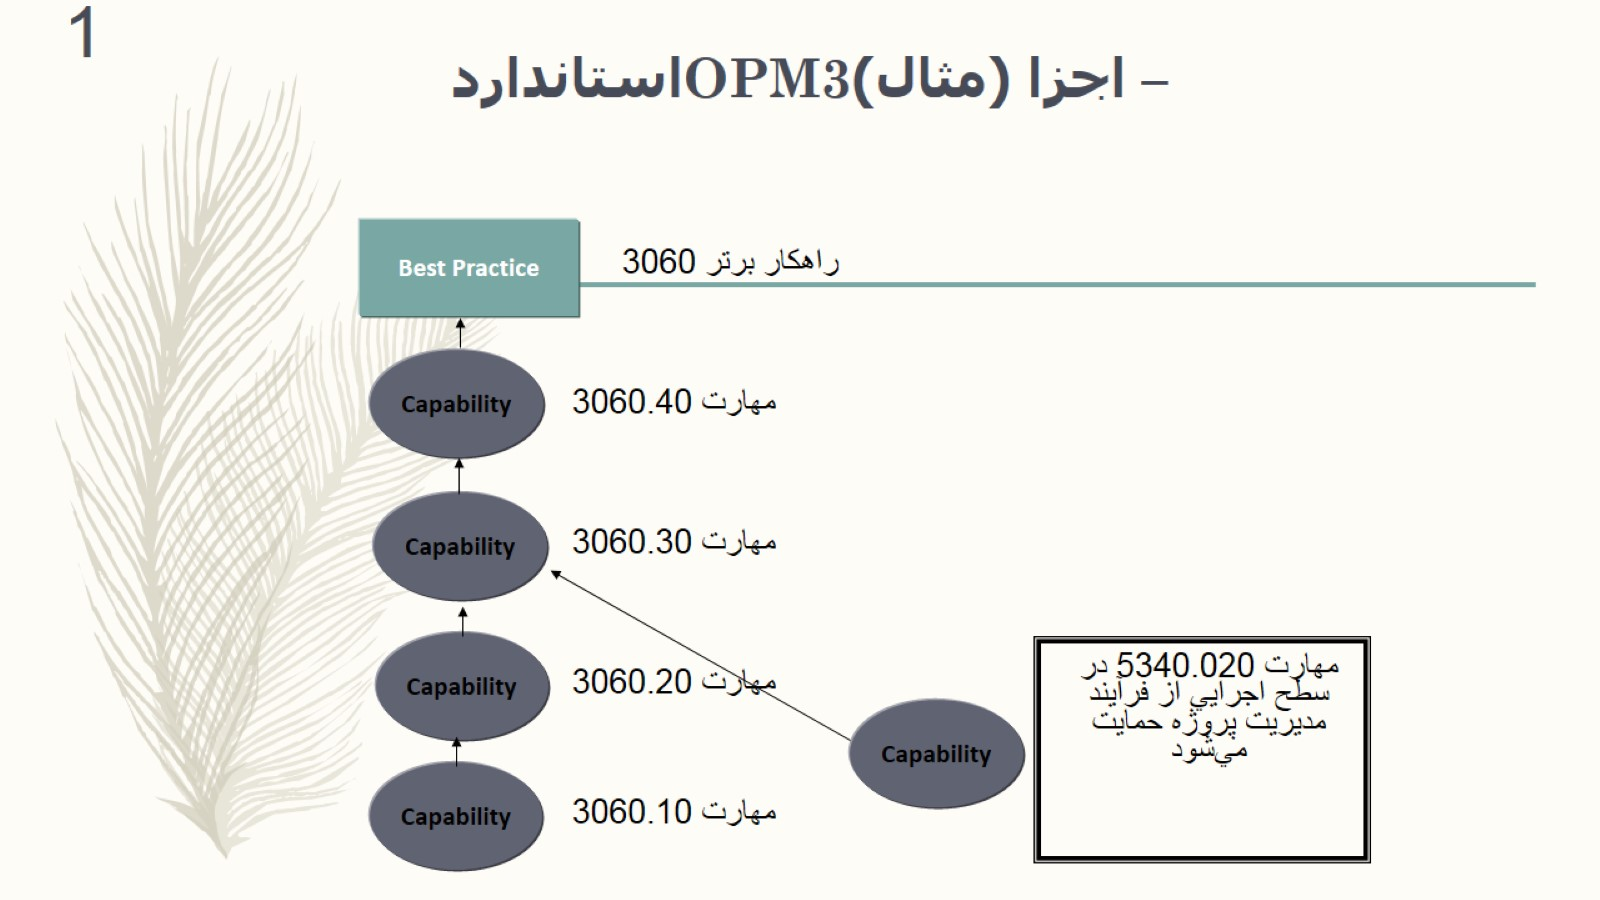 1
استانداردOPM3(مثال) اجزا –
Best Practice
راهکار برتر 3060
Capability
مهارت 3060.40
Capability
مهارت 3060.30
Capability
مهارت 3060.20
Capability
مهارت 3060.10
Capability
مهارت 5340.020 در
سطح اجرايي از فرآيند
مديريت پروژه حمايت
مي‌شود